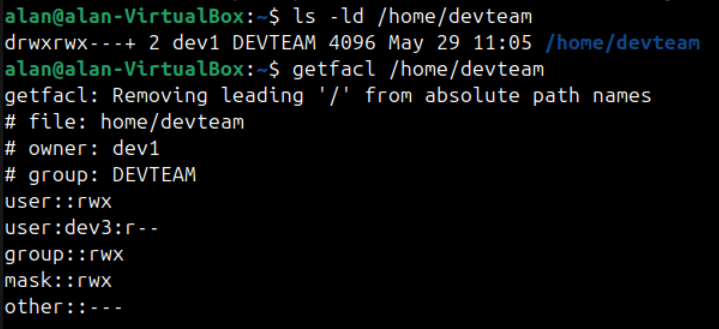 alan@alan-VirtualBox:~$ ls -ld /home/devteam
drwxrwx---+ 2 dev1 DEVTEAM 4096 May 29 11:05 /home/devteam
alan@alan-VirtualBox:~$ getfacl /home/devteam
getfacl: Removing leading '/' from absolute path names
# file: home/devteam
# owner: dev1
# group: DEVTEAM
user::rwx
user:dev3:r--
group::rwx
mask::rwx
other::---